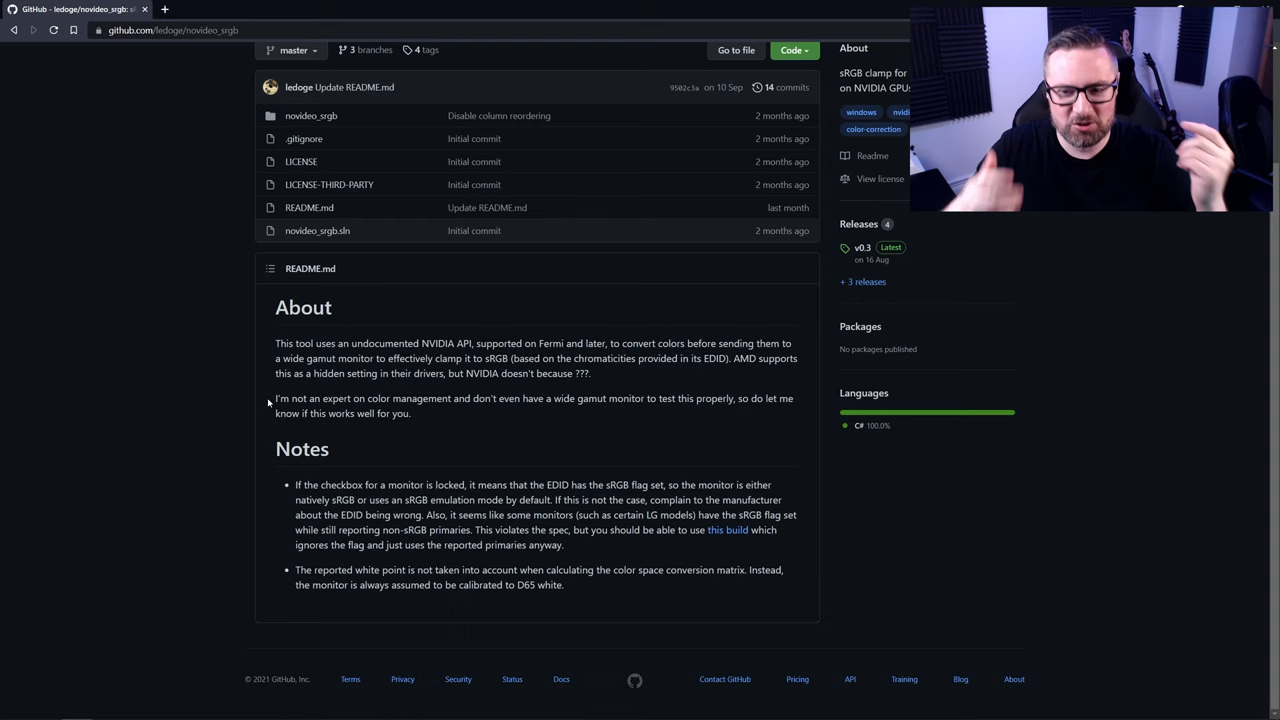 GitHub - ledoge/novideo_srgb: sl
github.com/ledoge/novideo_srgb
master
3 branches
4 tags
Go to file
Code
ledoge Update README.md
9502c3a on 10 Sep
14 commits
novideo_srgb
Disable column reordering
2 months ago
.gitignore
Initial commit
2 months ago
LICENSE
Initial commit
2 months ago
LICENSE-THIRD-PARTY
Initial commit
2 months ago
README.md
Update README.md
last month
novideo_srgb.sln
Initial commit
2 months ago
README.md
About
This tool uses an undocumented NVIDIA API, supported on Fermi and later, to convert colors before sending them to
a wide gamut monitor to effectively clamp it to sRGB (based on the chromaticities provided in its EDID). AMD supports
this as a hidden setting in their drivers, but NVIDIA doesn't because ???.
I'm not an expert on color management and don't even have a wide gamut monitor to test this properly, so do let me
know if this works well for you.
Notes
If the checkbox for a monitor is locked, it means that the EDID has the sRGB flag set, so the monitor is either
natively sRGB or uses an sRGB emulation mode by default. If this is not the case, complain to the manufacturer
about the EDID being wrong. Also, it seems like some monitors (such as certain LG models) have the sRGB flag set
while still reporting non-sRGB primaries. This violates the spec, but you should be able to use this build which
ignores the flag and just uses the reported primaries anyway.
The reported white point is not taken into account when calculating the color space conversion matrix. Instead,
the monitor is always assumed to be calibrated to D65 white.
About
sRGB clamp for
on NVIDIA GPUs
windows
nvidi
color-correction
Readme
View license
Releases 4
v0.3 Latest
on 16 Aug
+ 3 releases
Packages
No packages published
Languages
C# 100.0%
© 2021 GitHub, Inc.
Terms
Privacy
Security
Status
Docs
Contact GitHub
Pricing
API
Training
Blog
About